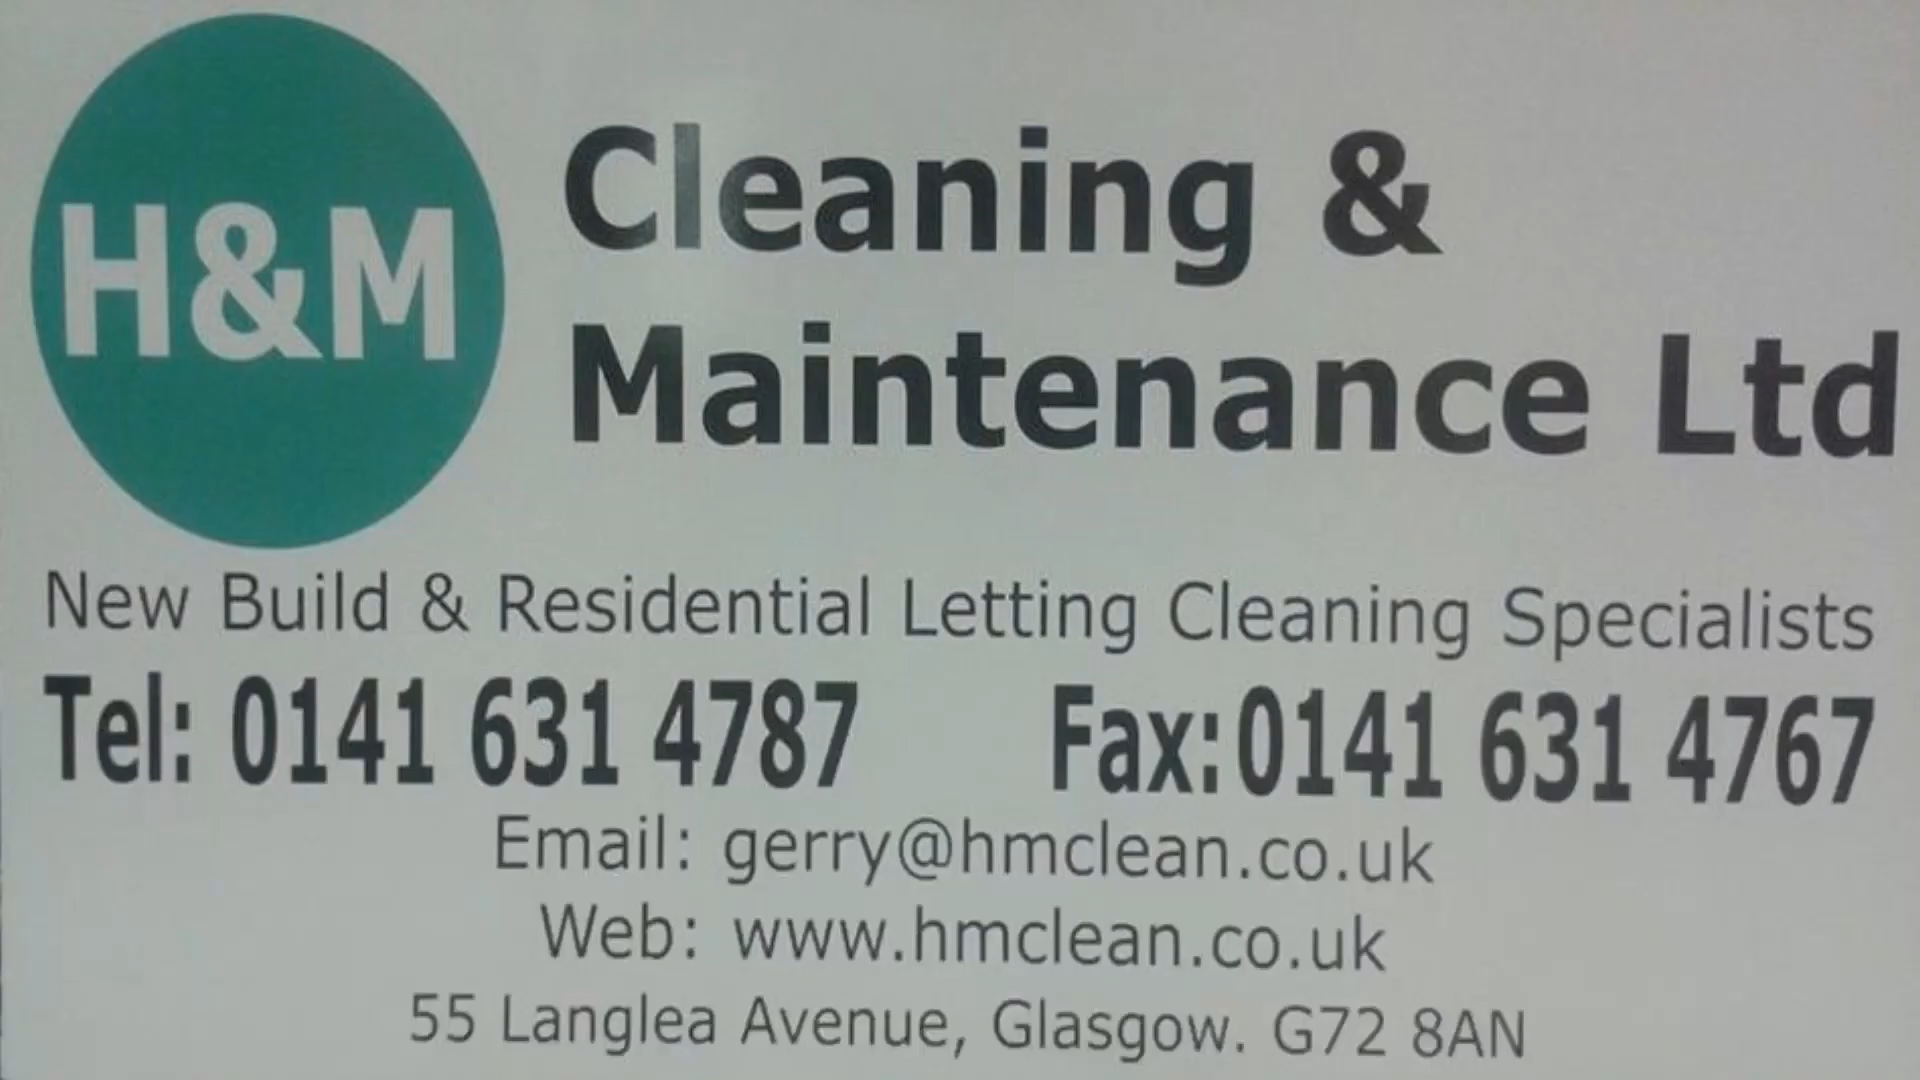 H&M
Cleaning &
Maintenance Ltd
New Build & Residential Letting Cleaning Specialists
Tel: 0141 631 4787 Fax:0141 631 4767
Email: gerry@hmclean.co.uk
Web: www.hmclean.co.uk
55 Langlea Avenue, Glasgow. G72 8AN